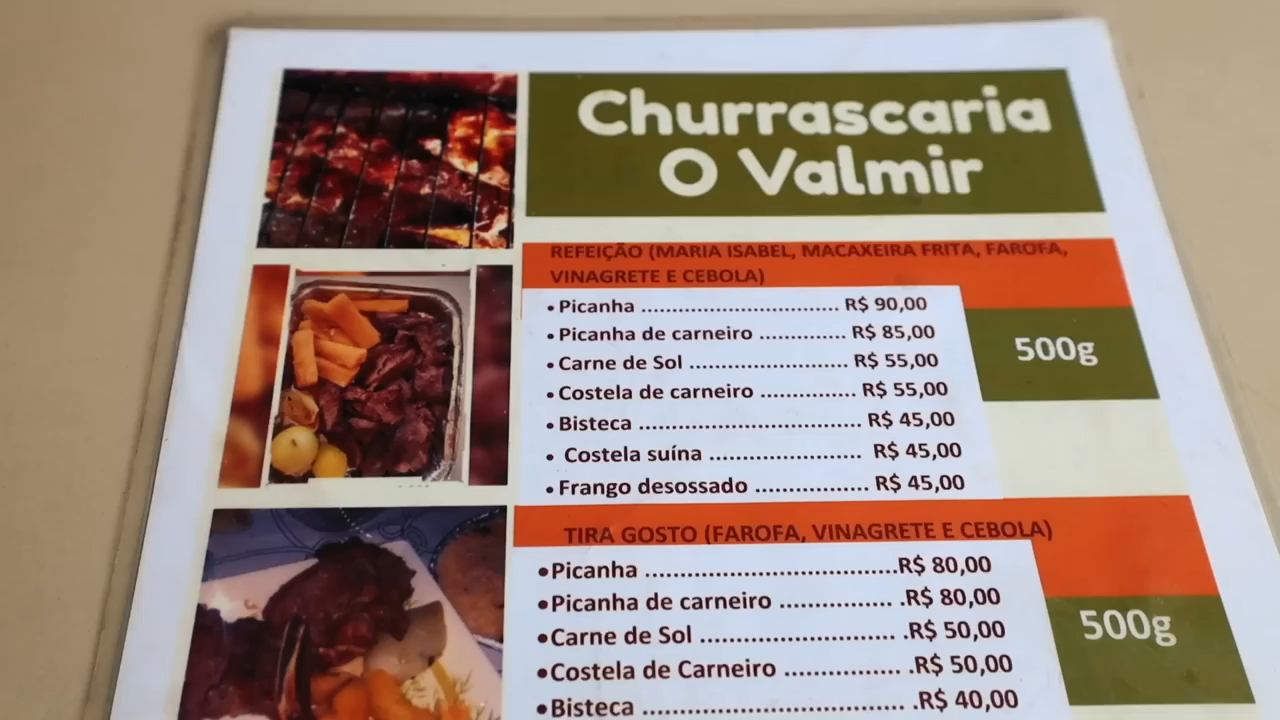 Churrascaria
O Valmir
REFEIÇÃO (MARIA ISABEL, MACAXEIRA FRITA, FAROFA,
VINAGRETE E CEBOLA)
• Picanha .................................. R$ 90,00
• Picanha de carneiro .............. R$ 85,00
• Carne de Sol ........................... R$ 55,00
• Costela de carneiro ............... R$ 55,00
• Bisteca ..................................... R$ 45,00
• Costela suína ......................... R$ 45,00
• Frango desossado ................... R$ 45,00
500g
TIRA GOSTO (FAROFA, VINAGRETE E CEBOLA)
•Picanha ....................................R$ 80,00
•Picanha de carneiro ................ .R$ 80,00
•Carne de Sol ............................ .R$ 50,00
•Costela de Carneiro ................ .R$ 50,00
•Bisteca ..................................... .R$ 40,00
500g